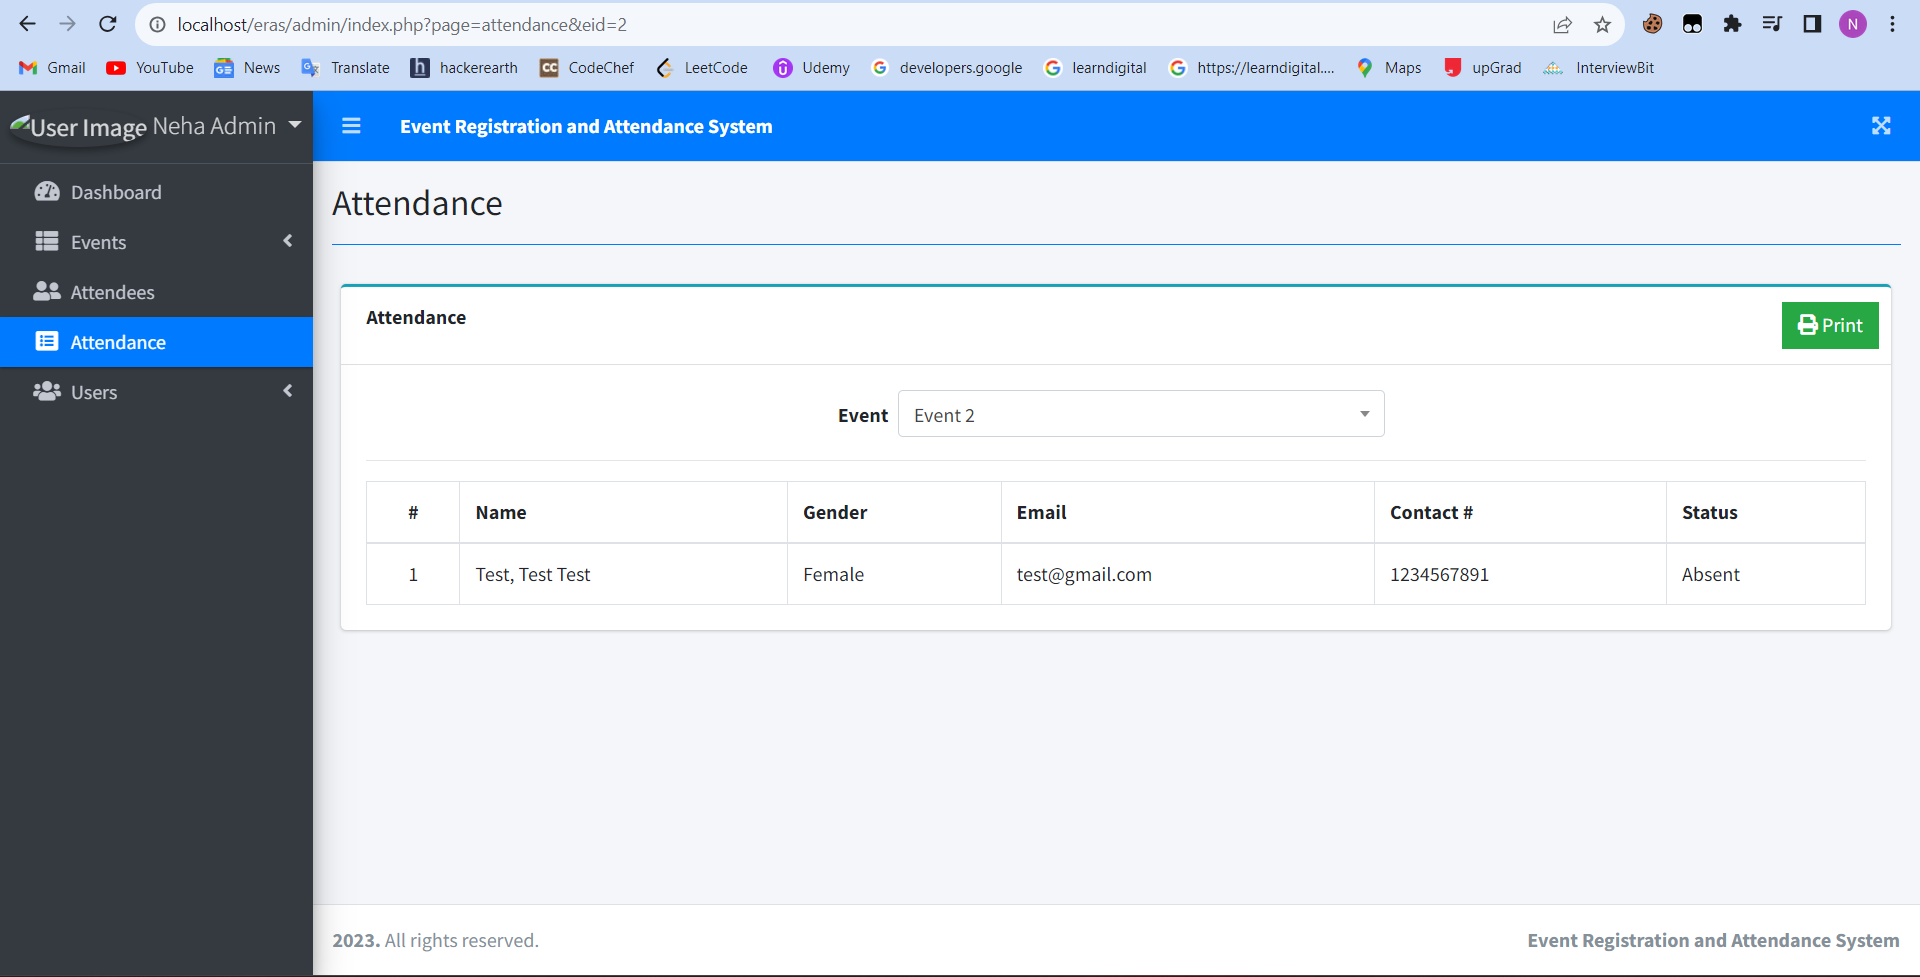 localhost/eras/admin/index.php?page=attendance&eid=2
N
Gmail YouTube News Translate hackerearth CodeChef LeetCode Udemy developers.google learndigital https://learndigital.... Maps upGrad InterviewBit
User Image Neha Admin
Event Registration and Attendance System
Dashboard
Events
Attendees
Attendance
Users
Attendance
Attendance
Print
Event Event 2
# Name Gender Email Contact # Status
1 Test, Test Test Female test@gmail.com 1234567891 Absent
2023. All rights reserved.
Event Registration and Attendance System